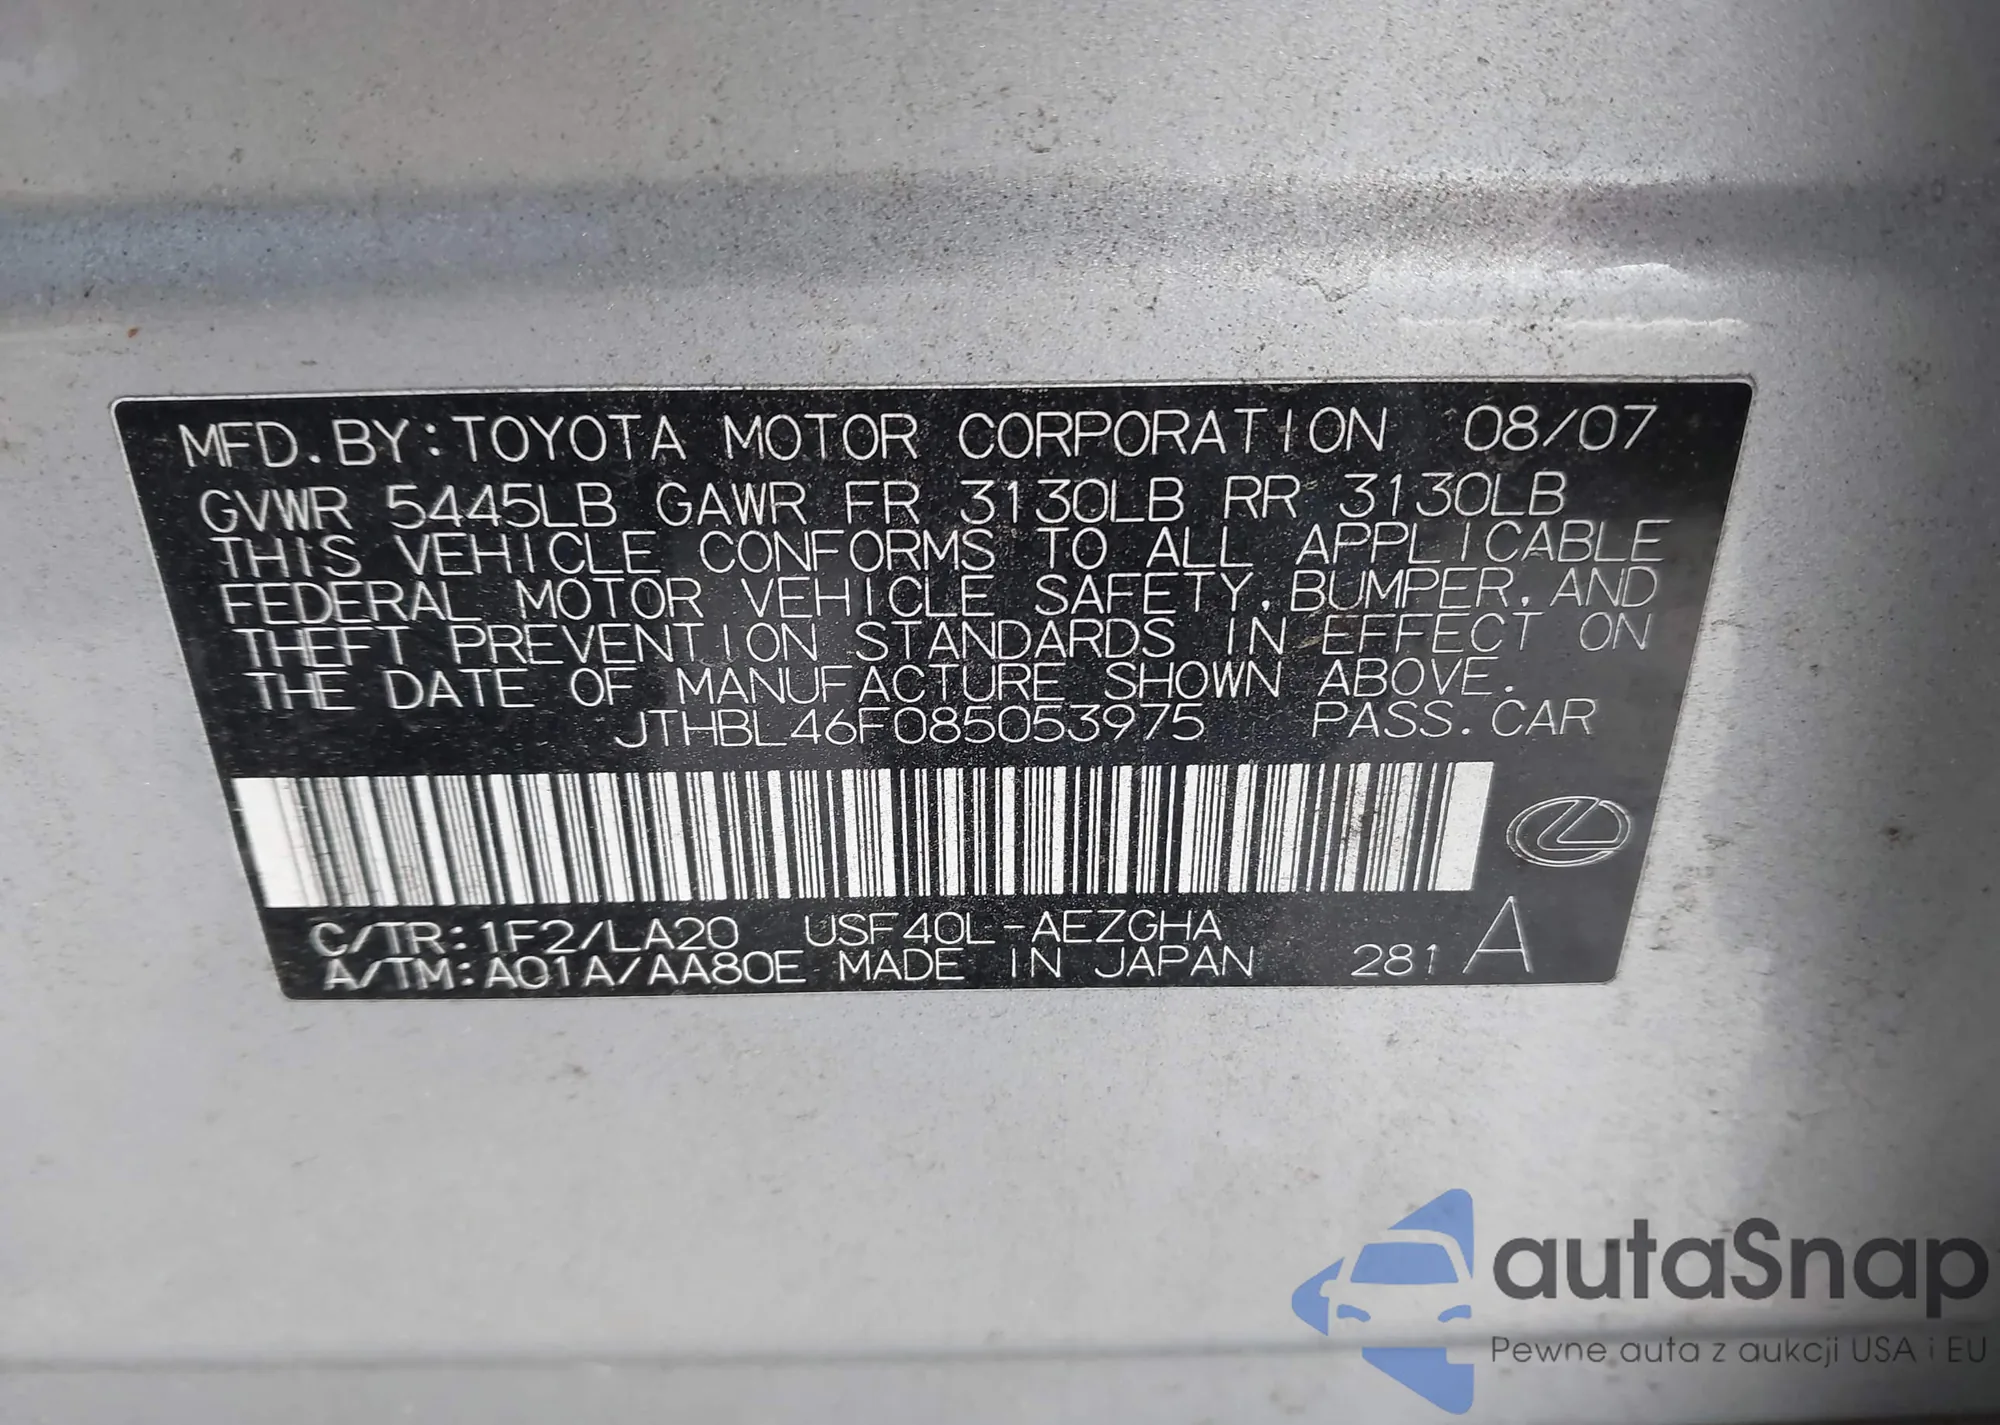 MFD. BY: TOYOTA MOTOR CORPORATION 08/07
GVWR 5445LB GAWR FR 3130LB RR 3130LB
THIS VEHICLE CONFORMS TO ALL APPLICABLE
FEDERAL MOTOR VEHICLE SAFETY, BUMPER, AND
THEFT PREVENTION STANDARDS IN EFFECT ON
THE DATE OF MANUFACTURE SHOWN ABOVE.
JTHBL46F085053975 PASS. CAR
C/TR: 1F2/LA20 USF40L-AEZGHA
A/TM: A01A/AA80E MADE IN JAPAN 281 A
autaSnap
Pewne auta z aukcji USA i EU